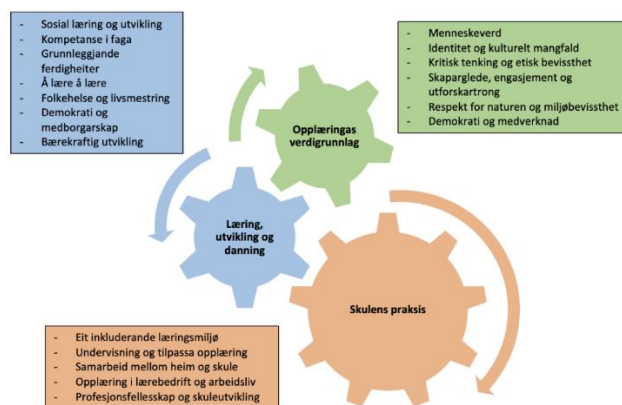 - Sosial læring og utvikling
- Kompetanse i faga
- Grunnleggjande
ferdigheiter
- Å lære å lære
- Folkehelse og livsmestring
- Demokrati og
medborgarskap
- Bærekraftig utvikling
- Menneskeverd
- Identitet og kulturelt mangfald
- Kritisk tenking og etisk bevissthet
- Skaparglede, engasjement og
utforskartrong
- Respekt for naturen og miljøbevissthet
- Demokrati og medverknad
Opplæringas
verdigrunnlag
Læring,
utvikling og
danning
Skulens praksis
- Eit inkluderande læringsmiljø
- Undervisning og tilpassa opplæring
- Samarbeid mellom heim og skule
- Opplæring i lærebedrift og arbeidsliv
- Profesjonsfellesskap og skuleutvikling